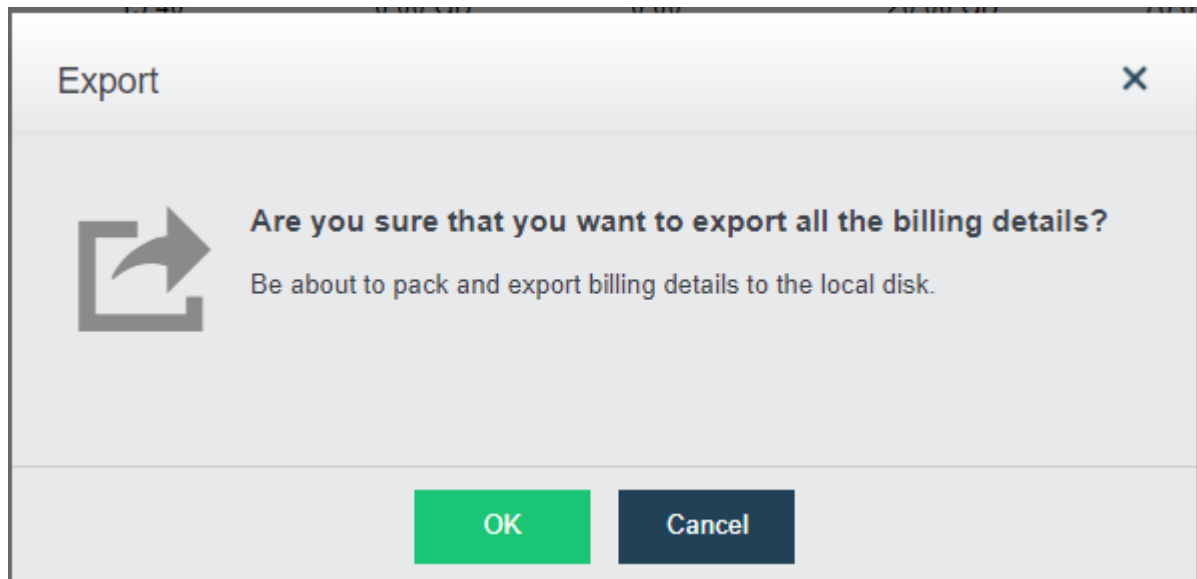 Export
Are you sure that you want to export all the billing details?
Be about to pack and export billing details to the local disk.
OK
Cancel